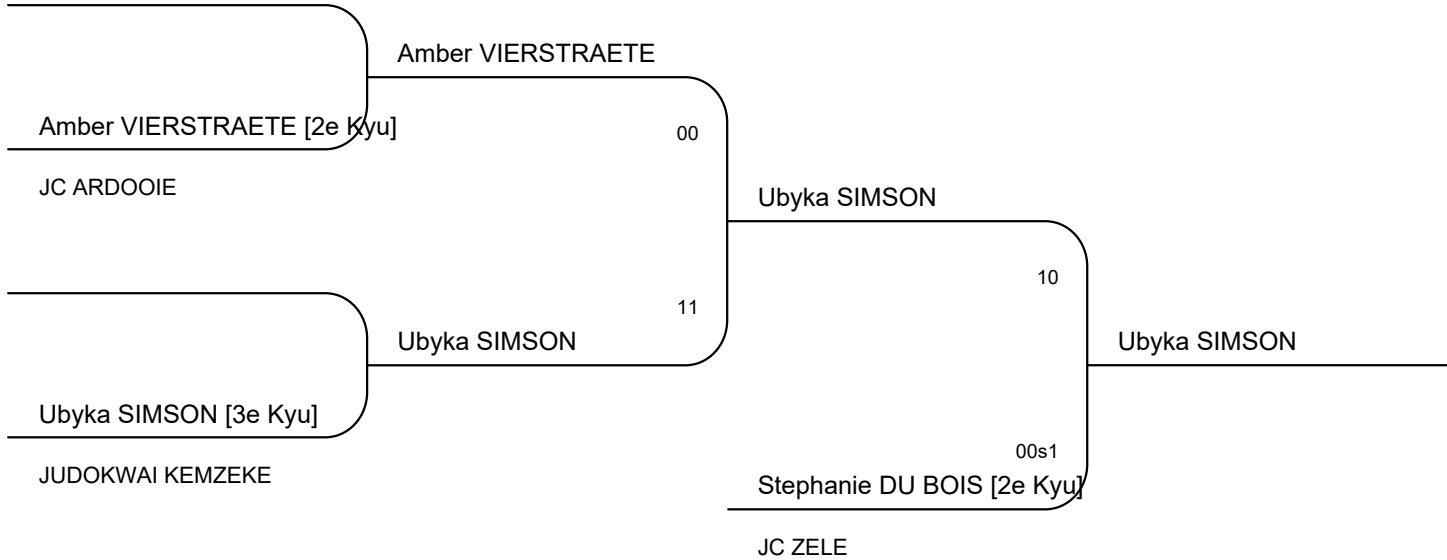 Amber VIERSTRAETE
Amber VIERSTRAETE [2e Kyu]
00
JC ARDOOIE
Ubyka SIMSON
10
11
Ubyka SIMSON
Ubyka SIMSON
Ubyka SIMSON [3e Kyu]
00s1
JUDOKWAI KEMZEKE
Stephanie DU BOIS [2e Kyu]
JC ZELE